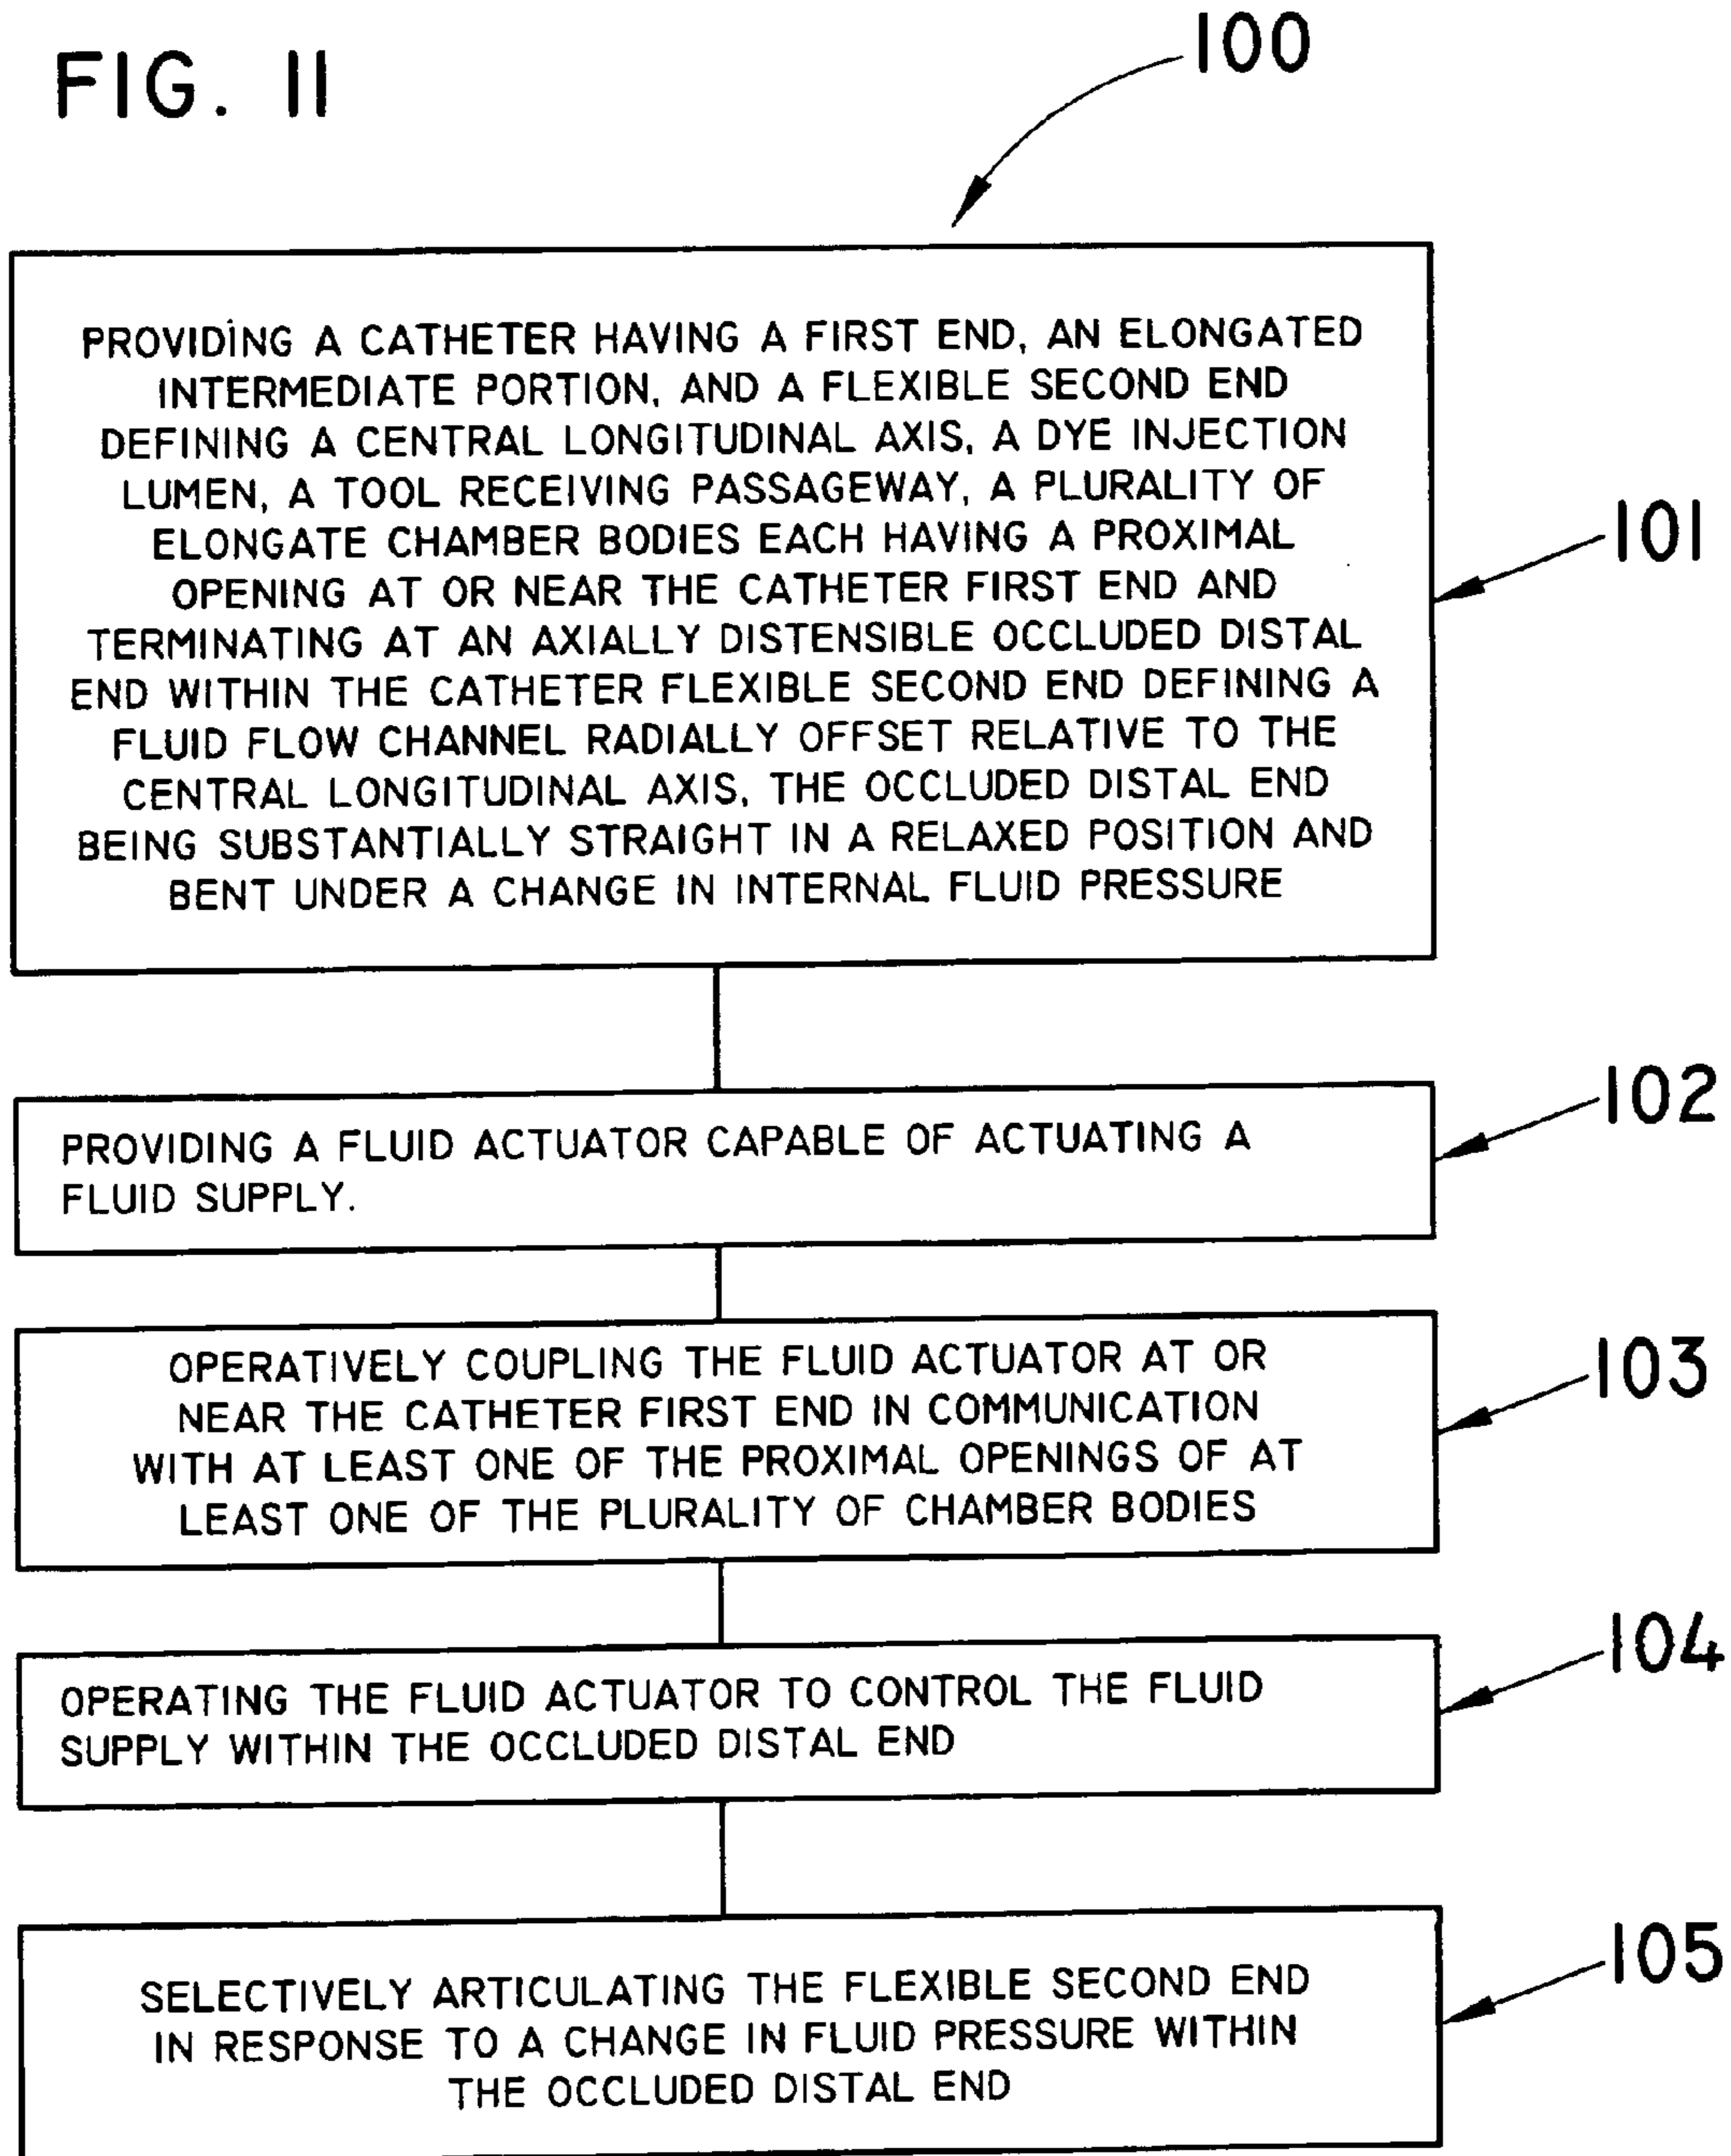 FIG. 11
100
PROVIDING A CATHETER HAVING A FIRST END, AN ELONGATED
INTERMEDIATE PORTION, AND A FLEXIBLE SECOND END
DEFINING A CENTRAL LONGITUDINAL AXIS, A DYE INJECTION
LUMEN, A TOOL RECEIVING PASSAGEWAY, A PLURALITY OF
ELONGATE CHAMBER BODIES EACH HAVING A PROXIMAL
OPENING AT OR NEAR THE CATHETER FIRST END AND
TERMINATING AT AN AXIALLY DISTENSIBLE OCCLUDED DISTAL
END WITHIN THE CATHETER FLEXIBLE SECOND END DEFINING A
FLUID FLOW CHANNEL RADIALLY OFFSET RELATIVE TO THE
CENTRAL LONGITUDINAL AXIS, THE OCCLUDED DISTAL END
BEING SUBSTANTIALLY STRAIGHT IN A RELAXED POSITION AND
BENT UNDER A CHANGE IN INTERNAL FLUID PRESSURE
101
PROVIDING A FLUID ACTUATOR CAPABLE OF ACTUATING A
FLUID SUPPLY.
102
OPERATIVELY COUPLING THE FLUID ACTUATOR AT OR
NEAR THE CATHETER FIRST END IN COMMUNICATION
WITH AT LEAST ONE OF THE PROXIMAL OPENINGS OF AT
LEAST ONE OF THE PLURALITY OF CHAMBER BODIES
103
OPERATING THE FLUID ACTUATOR TO CONTROL THE FLUID
SUPPLY WITHIN THE OCCLUDED DISTAL END
104
SELECTIVELY ARTICULATING THE FLEXIBLE SECOND END
IN RESPONSE TO A CHANGE IN FLUID PRESSURE WITHIN
THE OCCLUDED DISTAL END
105